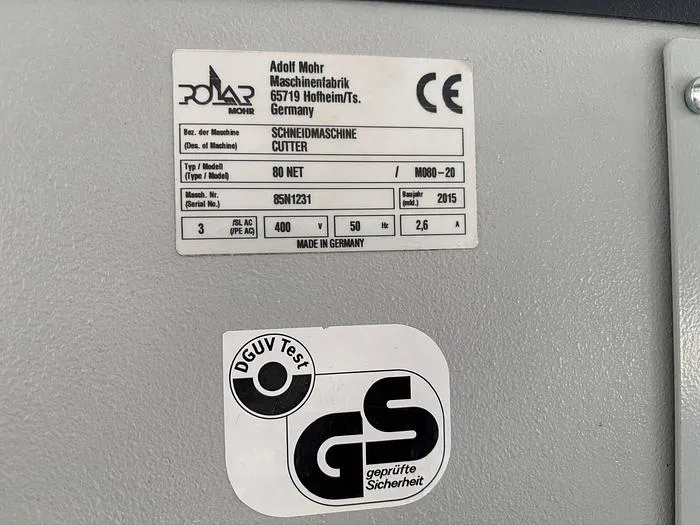 POLAR
MOHR
Adolf Mohr
Maschinenfabrik
65719 Hofheim/Ts.
Germany
CE
Bez. der Maschine
(Des. of Machine)
SCHNEIDMASCHINE
CUTTER
Typ / Modell
(Type / Model)
80 NET / M080-20
Masch. Nr.
(Serial No.)
85N1231
Baujahr
(mfd.)
2015
3 /SL AC
(/PE AC)
400 V
50 Hz
2,6 A
MADE IN GERMANY
DGUV Test
GS
geprüfte
Sicherheit